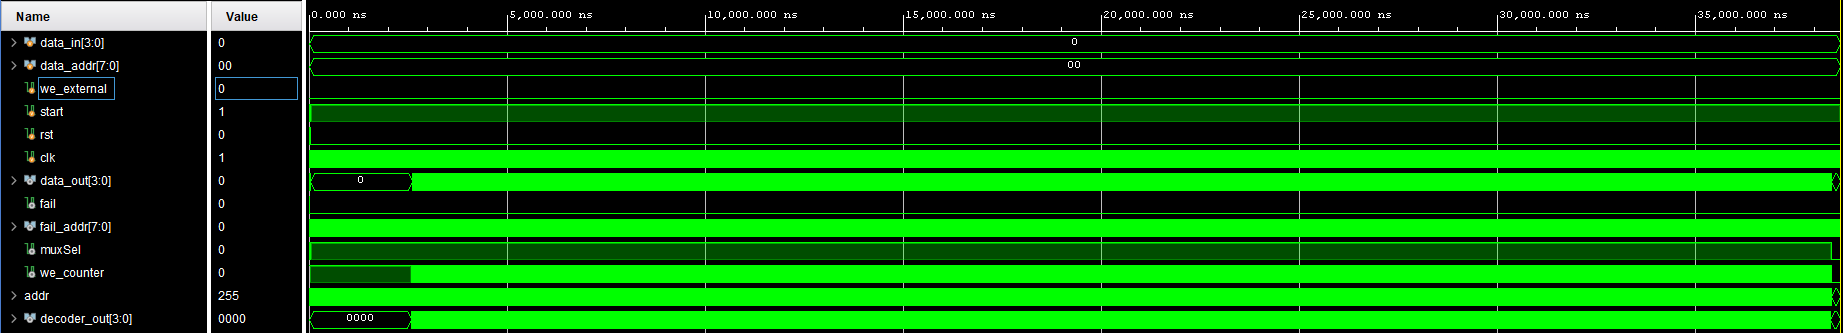 Name Value 0.000 ns 5,000.000 ns 10,000.000 ns 15,000.000 ns 20,000.000 ns 25,000.000 ns 30,000.000 ns 35,000.000 ns
data_in[3:0] 0 0
data_addr[7:0] 00 00
we_external 0
start 1
rst 0
clk 1
data_out[3:0] 0 0
fail 0
fail_addr[7:0] 0
muxSel 0
we_counter 0
addr 255
decoder_out[3:0] 0000 0000